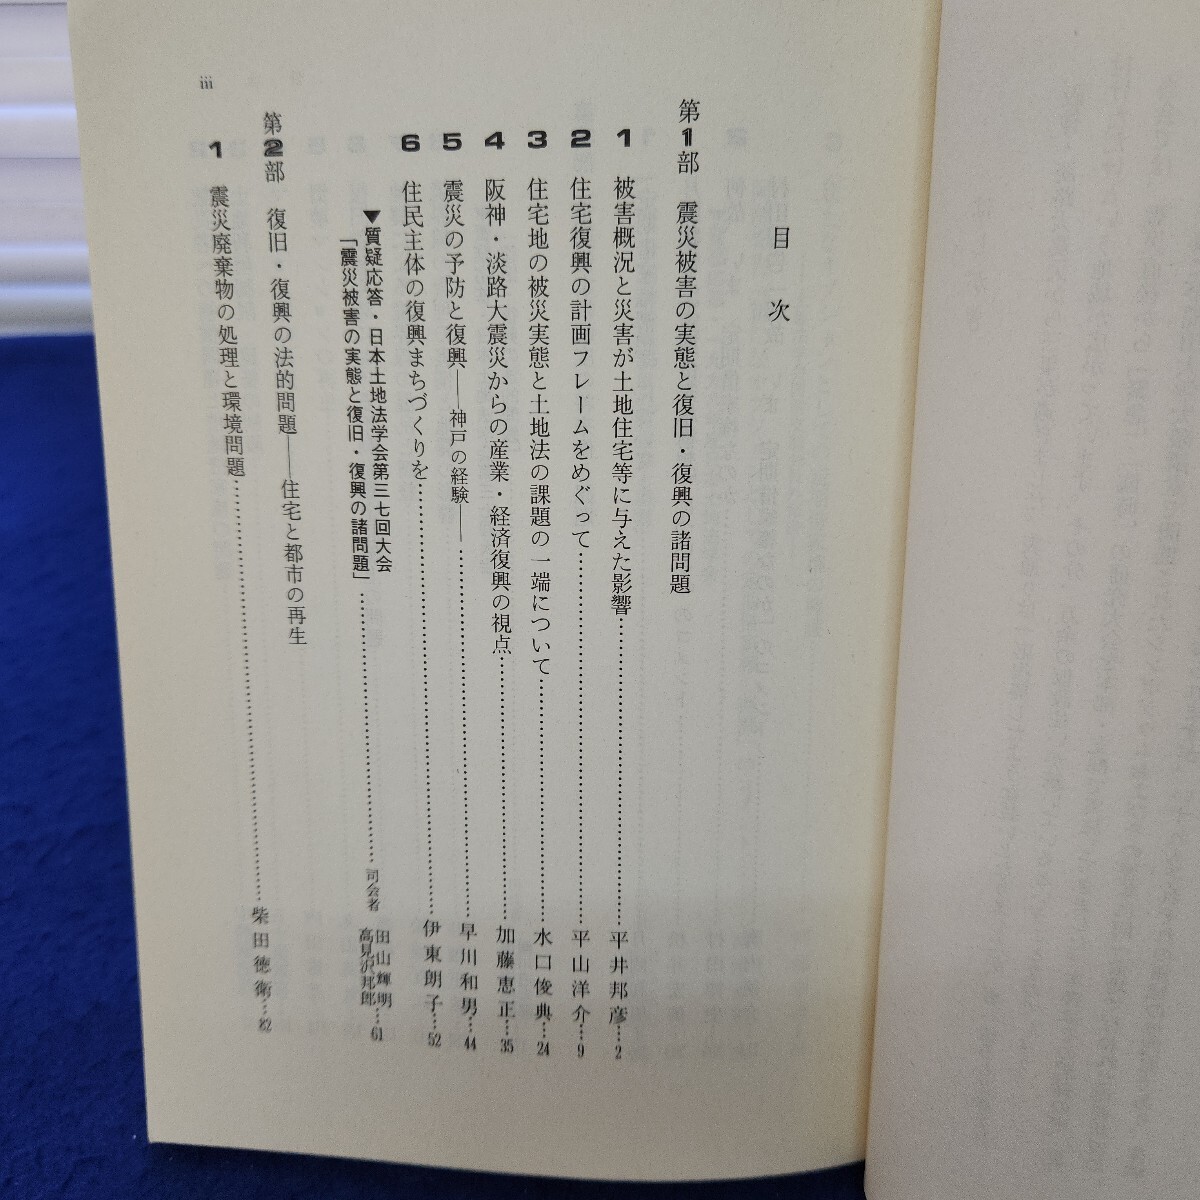 目次
第1部 震災被害の実態と復旧・復興の諸問題
1 被害概況と災害が土地住宅等に与えた影響……平井邦彦…2
2 住宅復興の計画フレームをめぐって……平山洋介…9
3 住宅地の被災実態と土地法の課題の一端について……水口俊典…24
4 阪神・淡路大震災からの産業・経済復興の視点……加藤恵正…35
5 震災の予防と復興——神戸の経験——……早川和男…44
6 住民主体の復興まちづくりを……伊東朗子…52
▼質疑応答・日本土地法学会第三七回大会
「震災被害の実態と復旧・復興の諸問題」……司会者 田山輝明
高見沢邦郎…61
第2部 復旧・復興の法的問題——住宅と都市の再生
1 震災廃棄物の処理と環境問題……柴田徳衛…82
iii